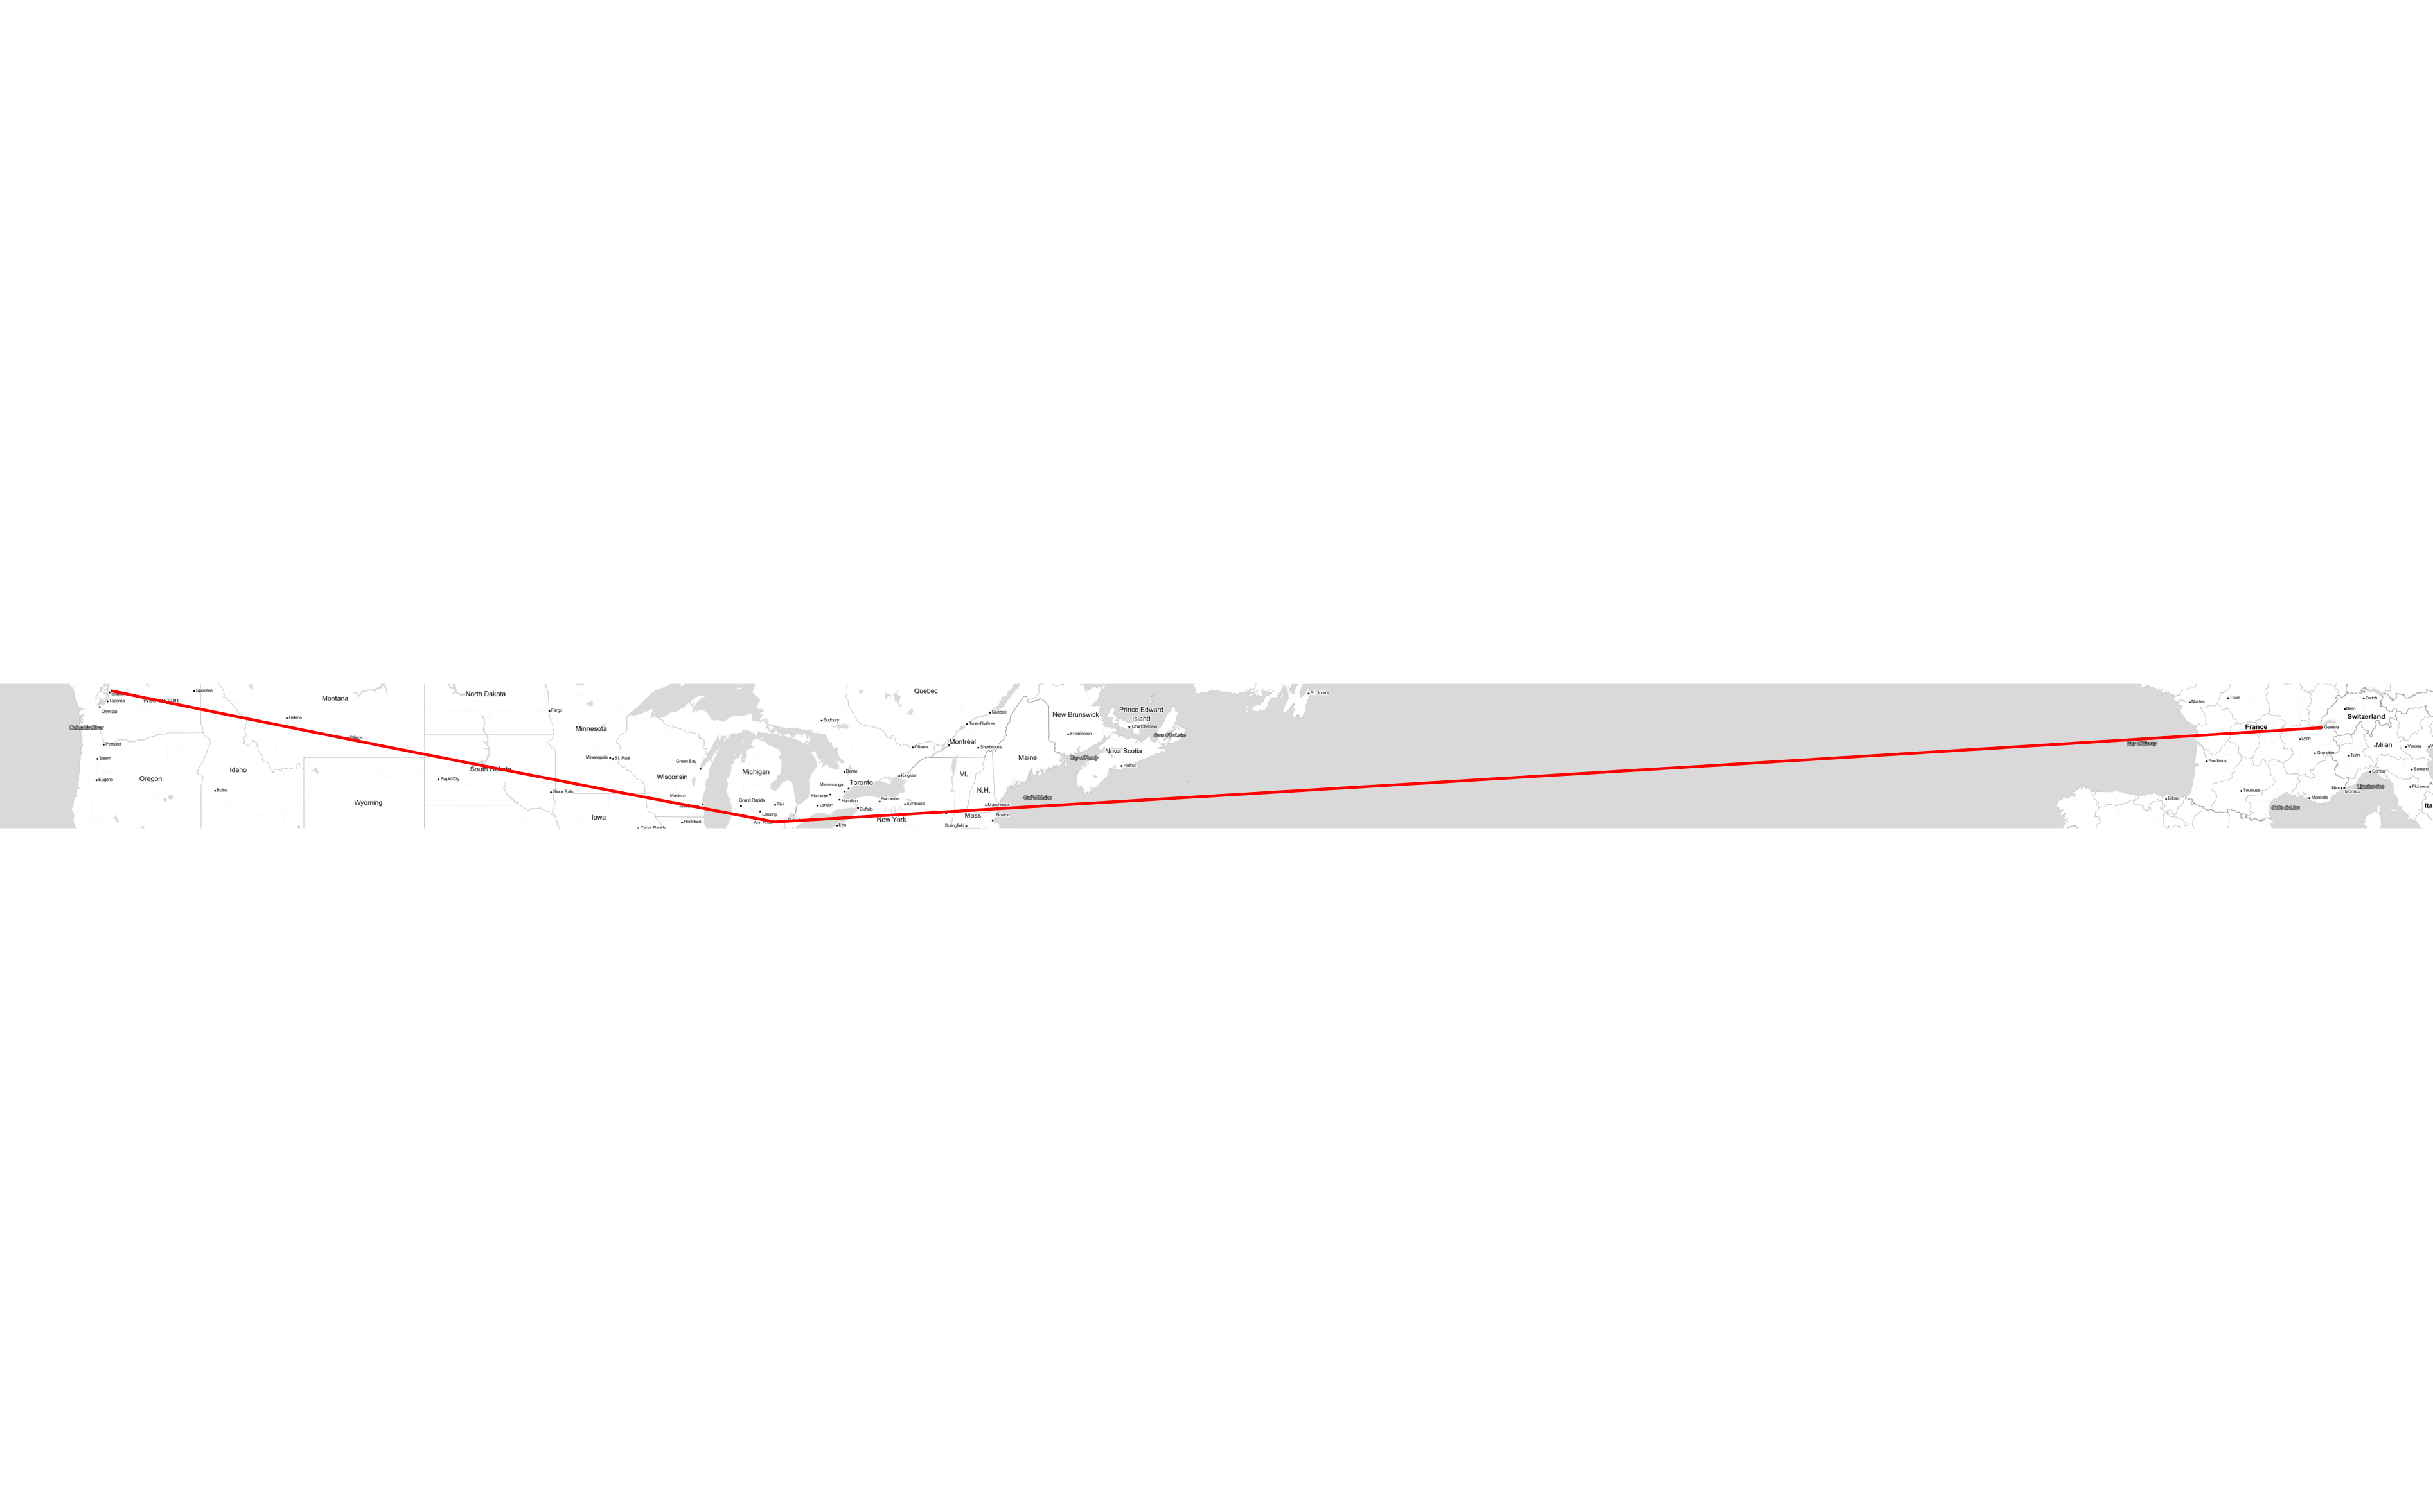 Spokane
Tacoma
Olympia
Washington
Columbia River
Portland
Salem
Eugene
Oregon
Idaho
Boise
Montana
Helena
Billings
Wyoming
North Dakota
South Dakota
Rapid City
Fargo
Minnesota
Minneapolis
St. Paul
Sioux Falls
Iowa
Cedar Rapids
Wisconsin
Green Bay
Madison
Rockford
Michigan
Grand Rapids
Flint
Lansing
Ann Arbor
Sudbury
Barrie
Mississauga
Toronto
Kitchener
Hamilton
London
Buffalo
Erie
Rochester
Syracuse
Kingston
Ottawa
New York
Quebec
Québec
Trois-Rivières
Montréal
Sherbrooke
Vt.
N.H.
Manchester
Mass.
Boston
Springfield
Maine
Gulf of Maine
New Brunswick
Fredericton
Bay of Fundy
Prince Edward
Island
Charlottetown
Nova Scotia
Halifax
Bras d'Or Lake
St. John's
Bay of Biscay
Nantes
Tours
France
Bordeaux
Toulouse
Bilbao
Lyon
Grenoble
Geneva
Marseille
Golfe du Lion
Nice
Monaco
Zurich
Bern
Switzerland
Milan
Turin
Genoa
Ligurian Sea
Verona
Bologna
Florence
Ita